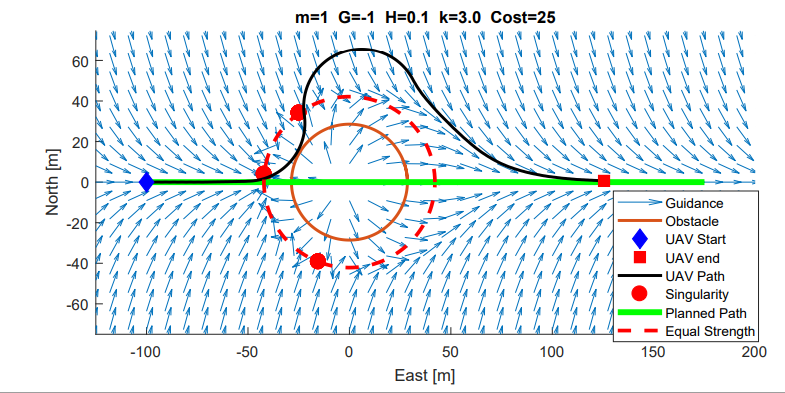 m=1 G=-1 H=0.1 k=3.0 Cost=25
60
40
20
0
-20
-40
-60
North [m]
-100 -50 0 50 100 150 200
East [m]
Guidance
Obstacle
UAV Start
UAV end
UAV Path
Singularity
Planned Path
Equal Strength